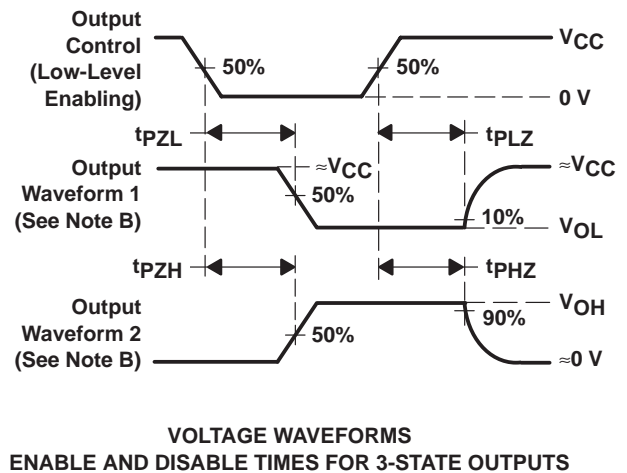 Output
Control
(Low-Level
Enabling)
50%
50%
VCC
0 V
tPZL
tPLZ
Output
Waveform 1
(See Note B)
≈VCC
50%
≈VCC
10%
VOL
tPZH
tPHZ
Output
Waveform 2
(See Note B)
50%
VOH
90%
≈0 V
VOLTAGE WAVEFORMS
ENABLE AND DISABLE TIMES FOR 3-STATE OUTPUTS